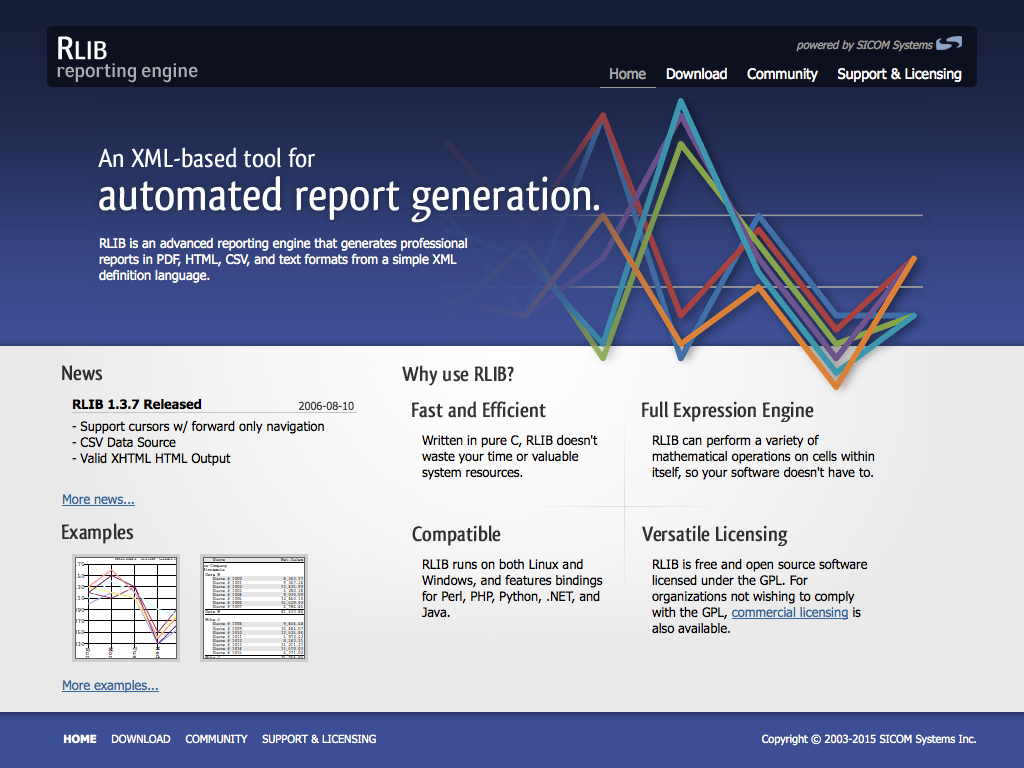 RLIB
reporting engine
powered by SICOM Systems
Home Download Community Support & Licensing
An XML-based tool for
automated report generation.
RLIB is an advanced reporting engine that generates professional
reports in PDF, HTML, CSV, and text formats from a simple XML
definition language.
News
RLIB 1.3.7 Released 2006-08-10
- Support cursors w/ forward only navigation
- CSV Data Source
- Valid XHTML HTML Output
More news...
Examples
More examples...
Why use RLIB?
Fast and Efficient
Written in pure C, RLIB doesn't
waste your time or valuable
system resources.
Full Expression Engine
RLIB can perform a variety of
mathematical operations on cells within
itself, so your software doesn't have to.
Compatible
RLIB runs on both Linux and
Windows, and features bindings
for Perl, PHP, Python, .NET, and
Java.
Versatile Licensing
RLIB is free and open source software
licensed under the GPL. For
organizations not wishing to comply
with the GPL, commercial licensing is
also available.
HOME DOWNLOAD COMMUNITY SUPPORT & LICENSING
Copyright © 2003-2015 SICOM Systems Inc.